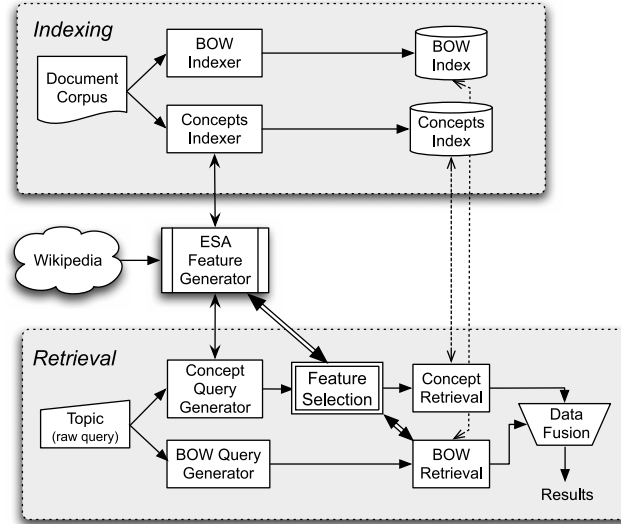 Indexing
BOW
Indexer
BOW
Index
Document
Corpus
Concepts
Indexer
Concepts
Index
Wikipedia
ESA
Feature
Generator
Retrieval
Concept
Query
Generator
Feature
Selection
Concept
Retrieval
Topic
(raw query)
Data
Fusion
BOW Query
Generator
BOW
Retrieval
Results